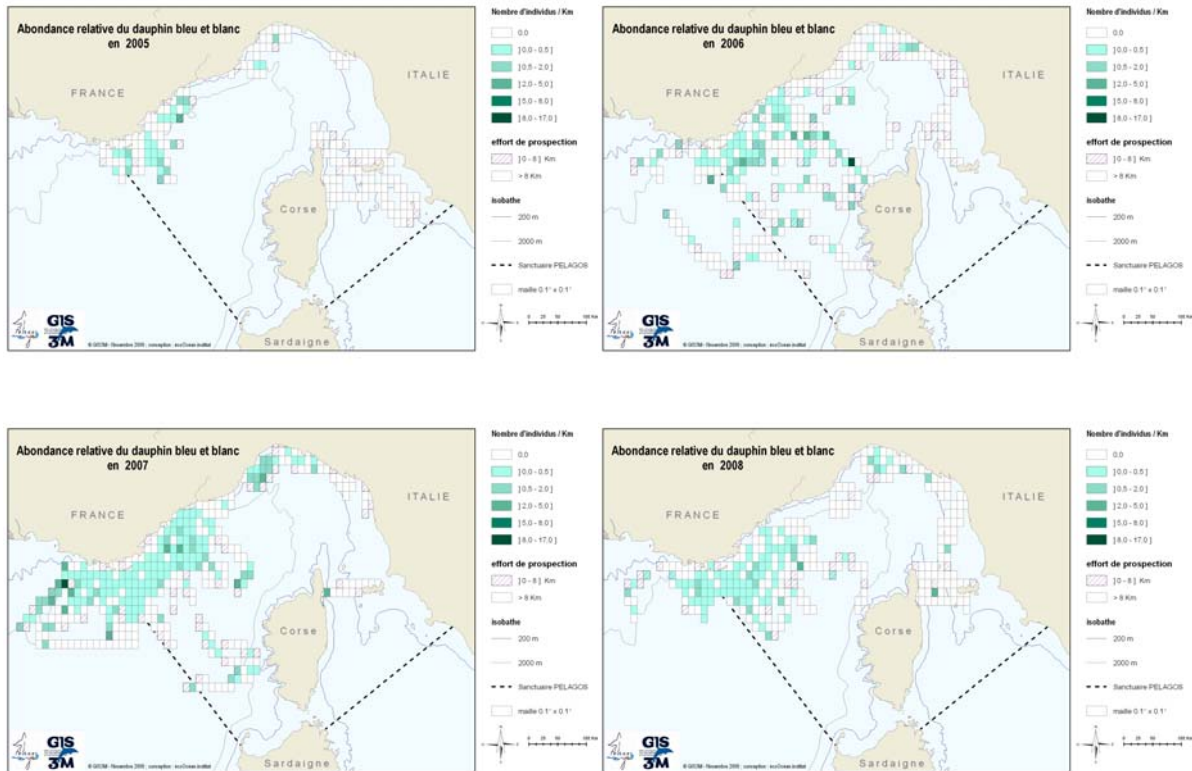 Abondance relative du dauphin bleu et blanc
en 2005
FRANCE
ITALIE
Corse
Sardaigne
GIS
3M
Nombre d'individus / Km
0.0
]0,0 - 0.5 ]
]0,5 - 2.0 ]
]2,0 - 5,0 ]
]5,0 - 8.0 ]
]8,0 - 17,0 ]
effort de prospection
]0 - 8 ] Km
> 8 Km
isobathe
200 m
2000 m
Sanctuaire PELAGOS
maille 0.1° x 0.1°
Abondance relative du dauphin bleu et blanc
en 2006
FRANCE
ITALIE
Corse
Sardaigne
GIS
3M
Nombre d'individus / Km
0.0
]0,0 - 0.5 ]
]0,5 - 2.0 ]
]2,0 - 5,0 ]
]5,0 - 8.0 ]
]8,0 - 17,0 ]
effort de prospection
]0 - 8 ] Km
> 8 Km
isobathe
200 m
2000 m
Sanctuaire PELAGOS
maille 0.1° x 0.1°
Abondance relative du dauphin bleu et blanc
en 2007
FRANCE
ITALIE
Corse
Sardaigne
GIS
3M
Nombre d'individus / Km
0.0
]0,0 - 0.5 ]
]0,5 - 2.0 ]
]2,0 - 5,0 ]
]5,0 - 8.0 ]
]8,0 - 17,0 ]
effort de prospection
]0 - 8 ] Km
> 8 Km
isobathe
200 m
2000 m
Sanctuaire PELAGOS
maille 0.1° x 0.1°
Abondance relative du dauphin bleu et blanc
en 2008
FRANCE
ITALIE
Corse
Sardaigne
GIS
3M
Nombre d'individus / Km
0.0
]0,0 - 0.5 ]
]0,5 - 2.0 ]
]2,0 - 5,0 ]
]5,0 - 8.0 ]
]8,0 - 17,0 ]
effort de prospection
]0 - 8 ] Km
> 8 Km
isobathe
200 m
2000 m
Sanctuaire PELAGOS
maille 0.1° x 0.1°